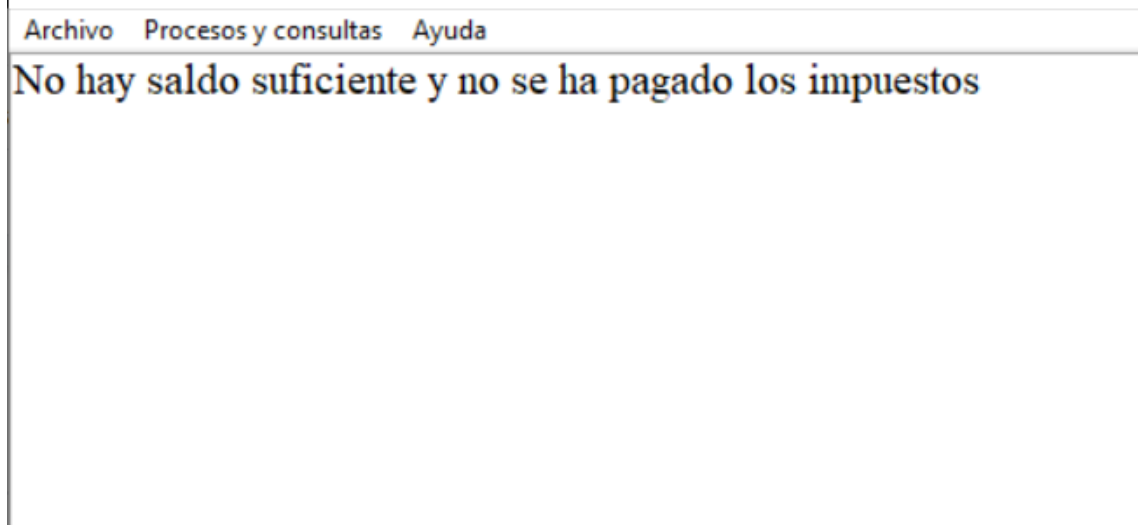 Archivo Procesos y consultas Ayuda
No hay saldo suficiente y no se ha pagado los impuestos